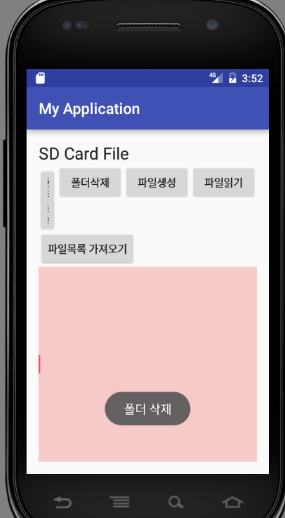 4G 3:52
My Application
SD Card File
폴더삭제 파일생성 파일읽기
파일목록 가져오기
폴더 삭제